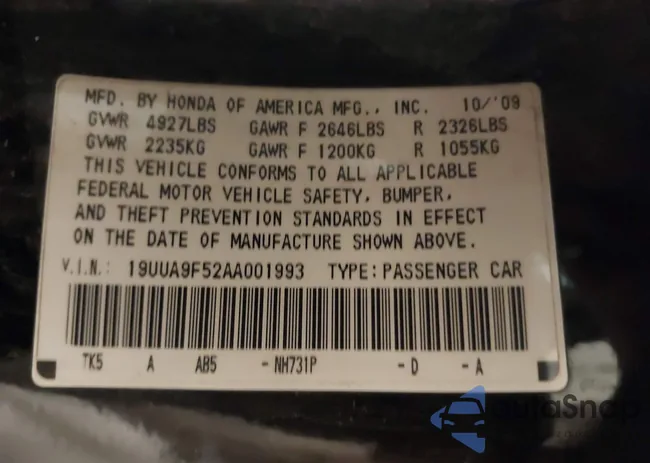 MFD. BY HONDA OF AMERICA MFG., INC. 10/'09
GVWR 4927LBS GAWR F 2646LBS R 2326LBS
GVWR 2235KG GAWR F 1200KG R 1055KG
THIS VEHICLE CONFORMS TO ALL APPLICABLE
FEDERAL MOTOR VEHICLE SAFETY, BUMPER,
AND THEFT PREVENTION STANDARDS IN EFFECT
ON THE DATE OF MANUFACTURE SHOWN ABOVE.
V.I.N.: 19UUA9F52AA001993 TYPE: PASSENGER CAR
TK5 A AB5 -NH731P -D -A
AutoSnap